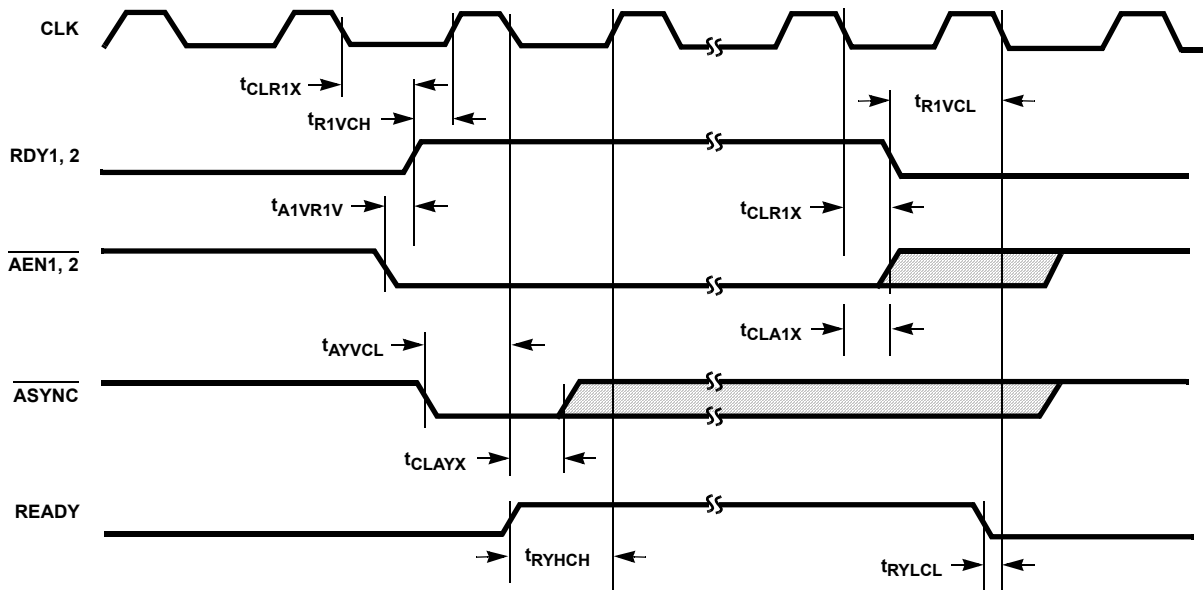 CLK
tCLR1X
tR1VCH
tR1VCL
RDY1, 2
tA1VR1V
tCLR1X
AEN1, 2
tAYVCL
tCLA1X
ASYNC
tCLAYX
READY
tRYHCH
tRYLCL